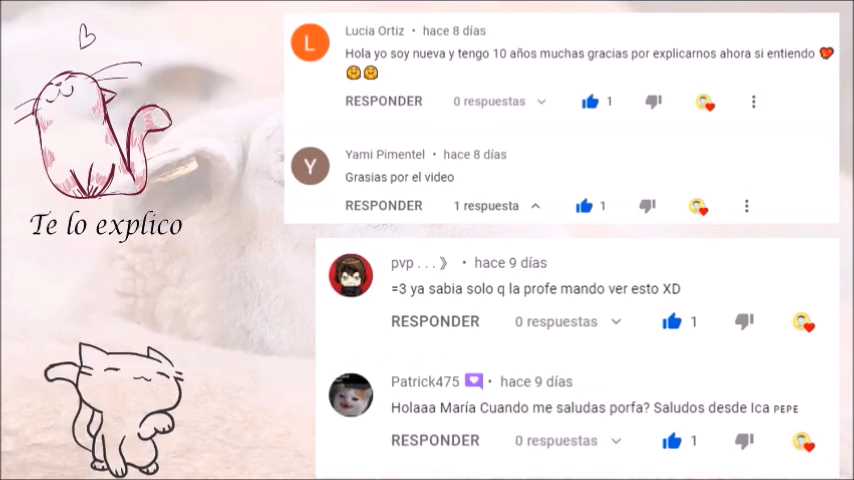 Te lo explico
L
Lucia Ortiz • hace 8 días
Hola yo soy nueva y tengo 10 años muchas gracias por explicarnos ahora si entiendo ❤️
🤗🤗
RESPONDER 0 respuestas 1
Y
Yami Pimentel • hace 8 días
Grasias por el video
RESPONDER 1 respuesta 1
pvp . . . 》 • hace 9 días
=3 ya sabia solo q la profe mando ver esto XD
RESPONDER 0 respuestas 1
Patrick475 • hace 9 días
Holaaa María Cuando me saludas porfa? Saludos desde Ica ᴘᴇᴘᴇ
RESPONDER 0 respuestas 1